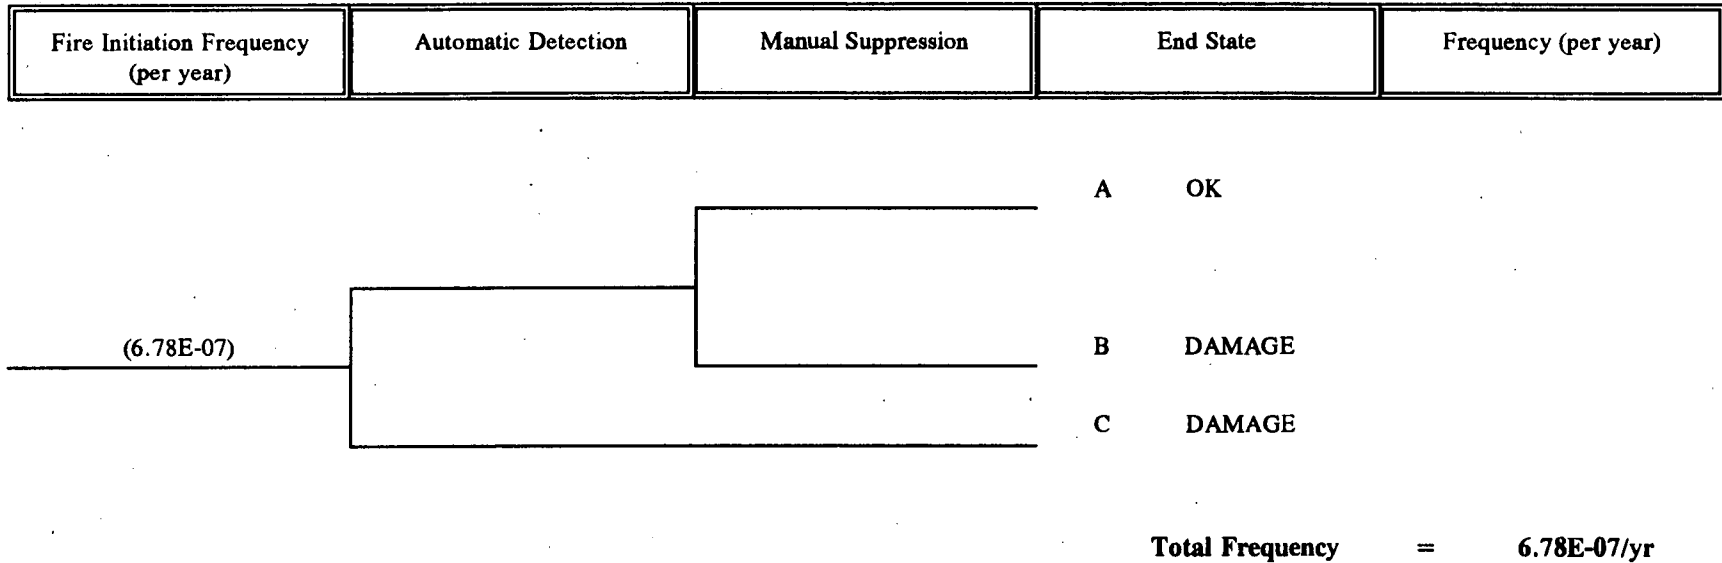 Fire Initiation Frequency
(per year)
Automatic Detection
Manual Suppression
End State
Frequency (per year)
A OK
(6.78E-07)
B DAMAGE
C DAMAGE
Total Frequency = 6.78E-07/yr